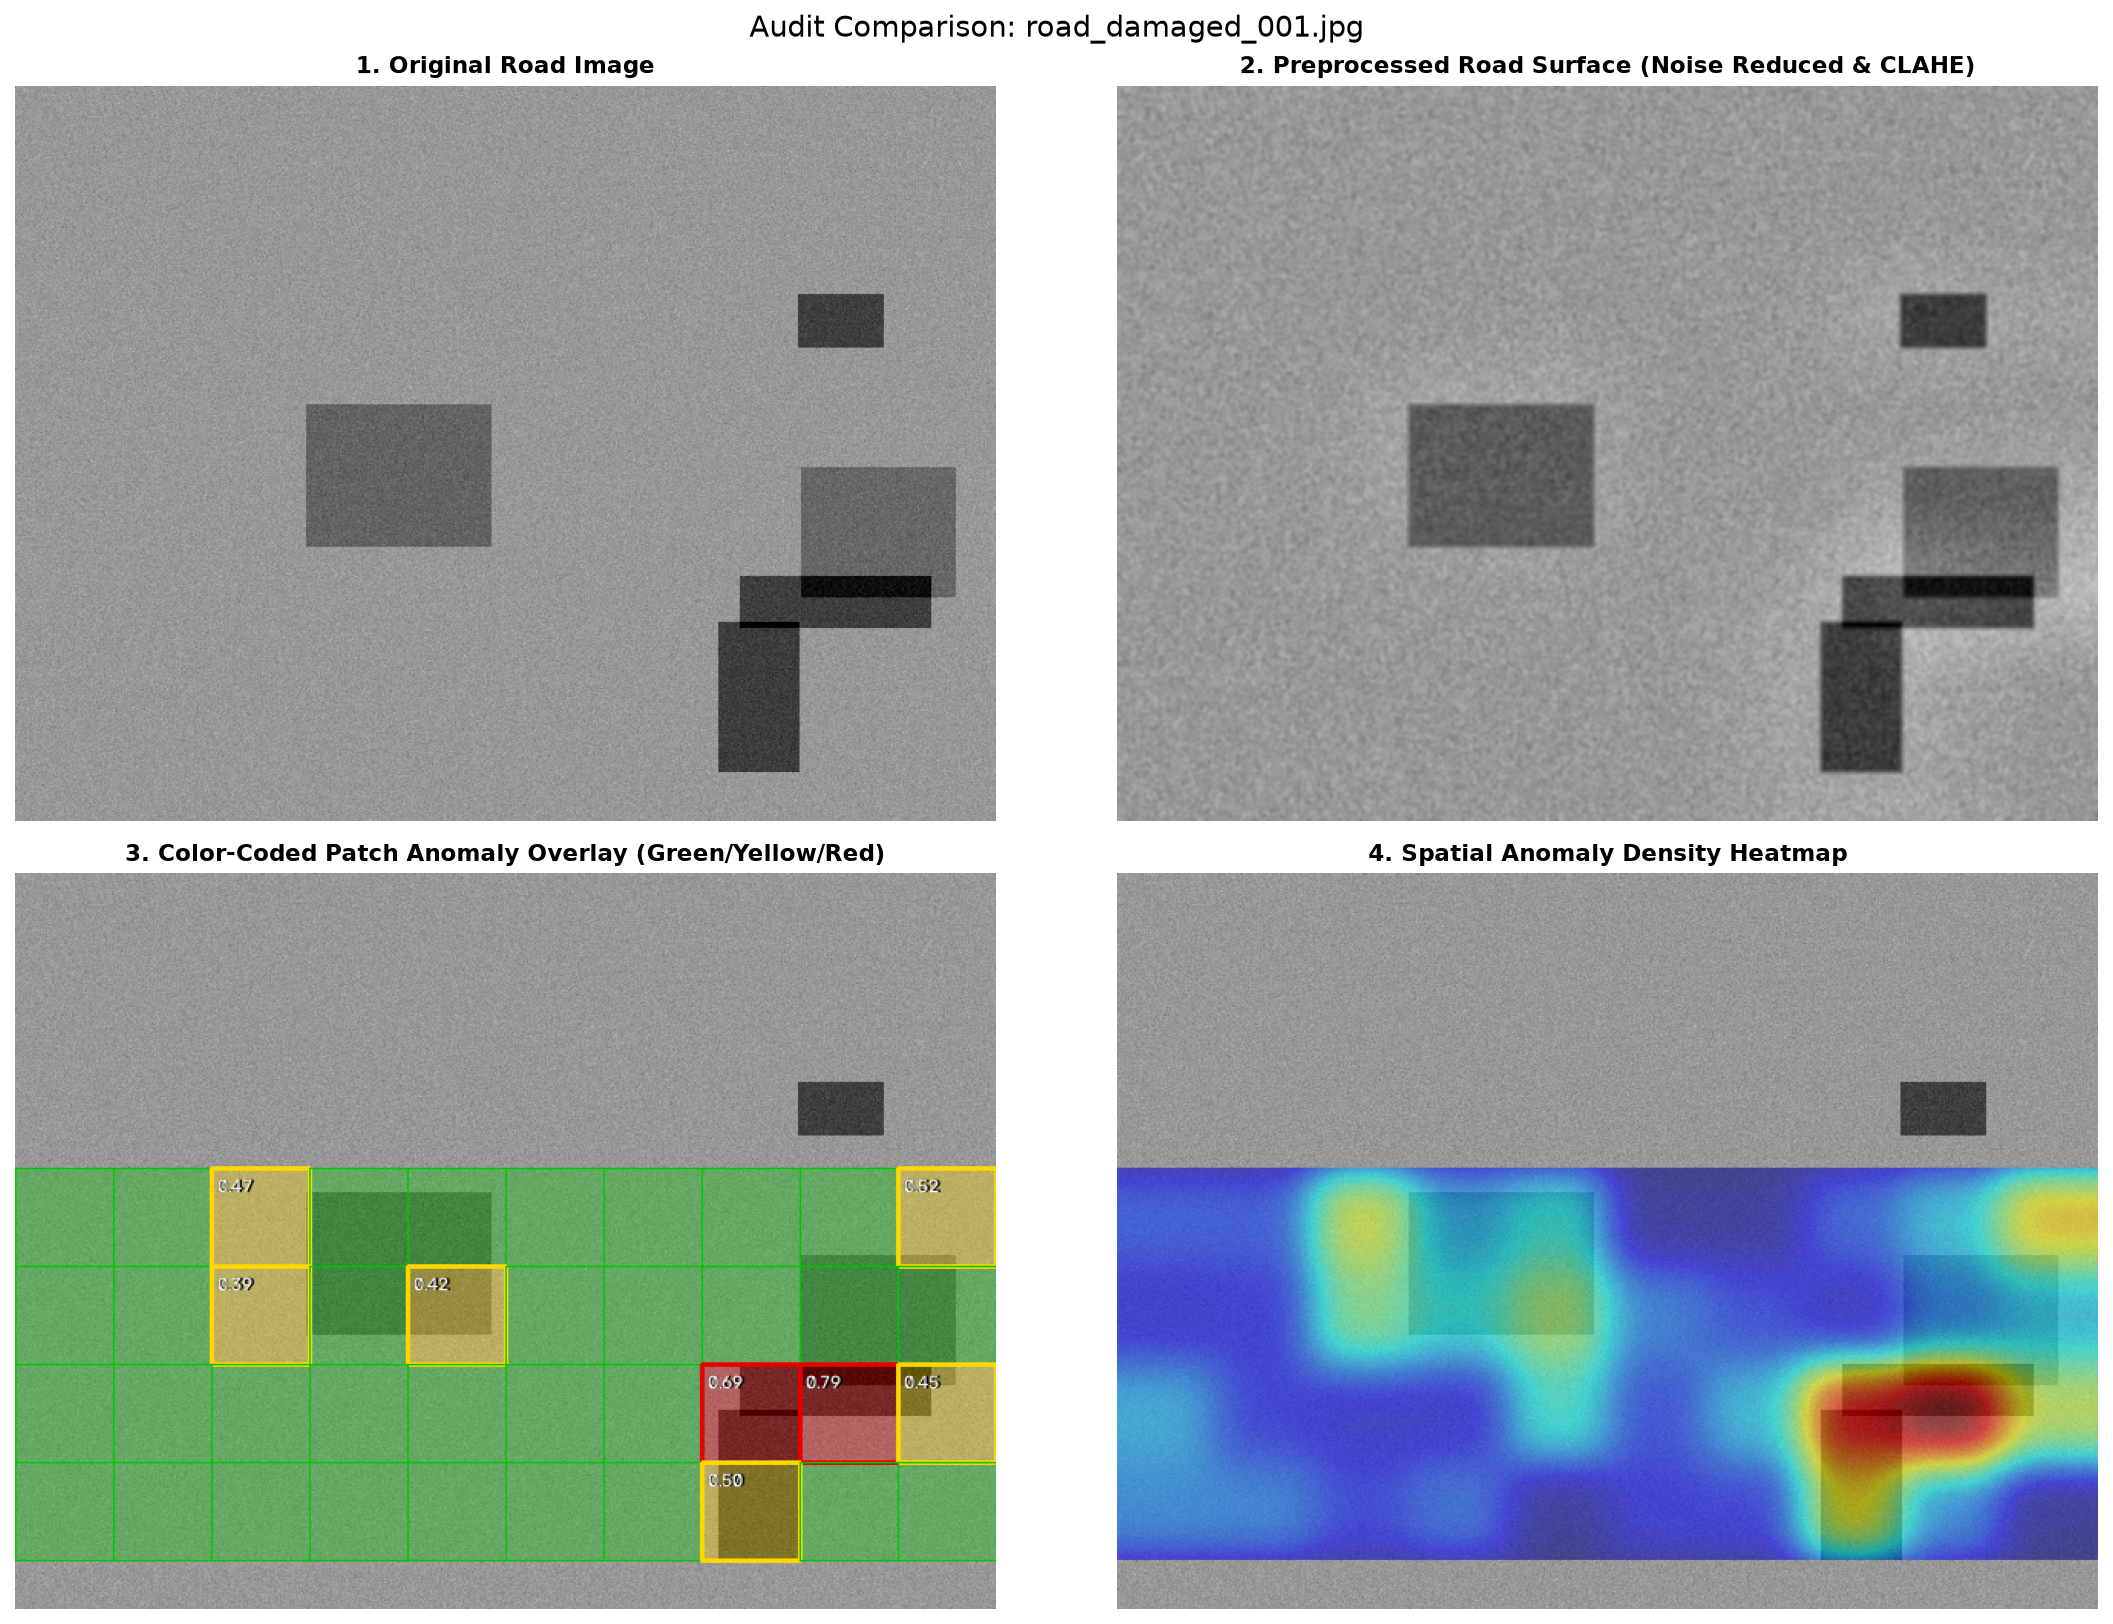 Audit Comparison: road_damaged_001.jpg
1. Original Road Image
2. Preprocessed Road Surface (Noise Reduced & CLAHE)
3. Color-Coded Patch Anomaly Overlay (Green/Yellow/Red)
4. Spatial Anomaly Density Heatmap
0.47
0.52
0.39
0.42
0.69
0.79
0.45
0.50